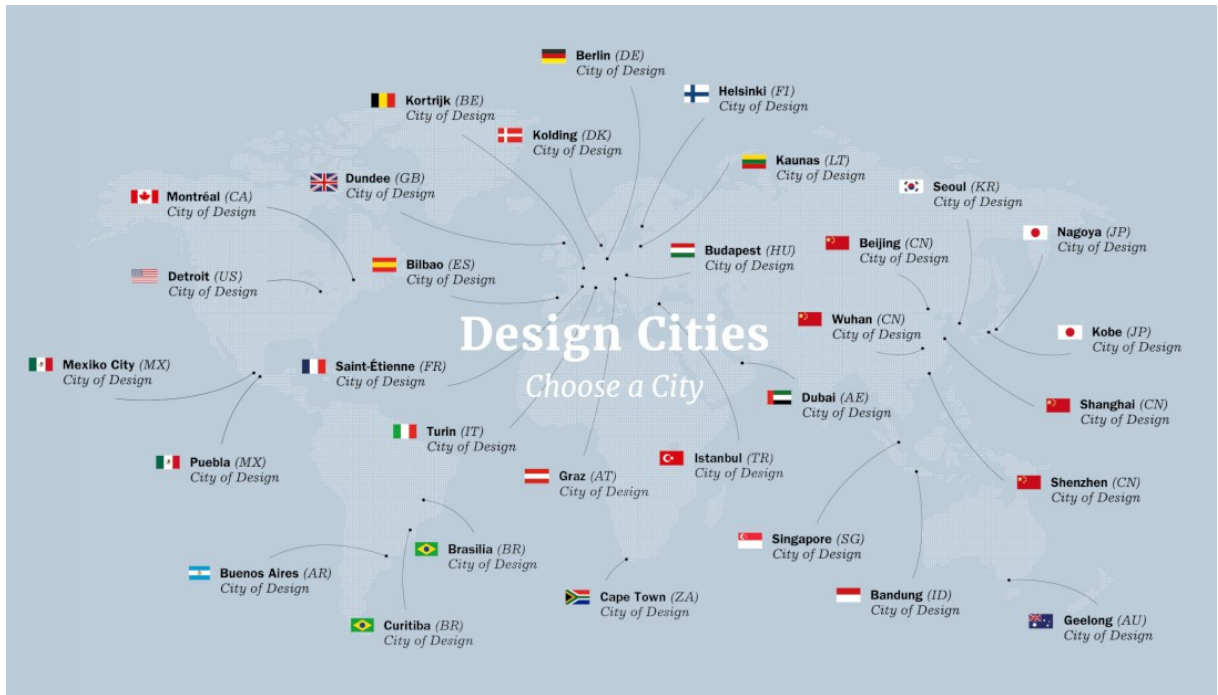 Berlin (DE)
City of Design
Helsinki (FI)
City of Design
Kortrijk (BE)
City of Design
Kolding (DK)
City of Design
Kaunas (LT)
City of Design
Dundee (GB)
City of Design
Seoul (KR)
City of Design
Montréal (CA)
City of Design
Nagoya (JP)
City of Design
Budapest (HU)
City of Design
Beijing (CN)
City of Design
Bilbao (ES)
City of Design
Detroit (US)
City of Design
Wuhan (CN)
City of Design
Kobe (JP)
City of Design
Design Cities
Choose a City
Mexiko City (MX)
City of Design
Saint-Étienne (FR)
City of Design
Dubai (AE)
City of Design
Shanghai (CN)
City of Design
Turin (IT)
City of Design
Puebla (MX)
City of Design
Graz (AT)
City of Design
Istanbul (TR)
City of Design
Shenzhen (CN)
City of Design
Singapore (SG)
City of Design
Brasilia (BR)
City of Design
Buenos Aires (AR)
City of Design
Cape Town (ZA)
City of Design
Bandung (ID)
City of Design
Curitiba (BR)
City of Design
Geelong (AU)
City of Design